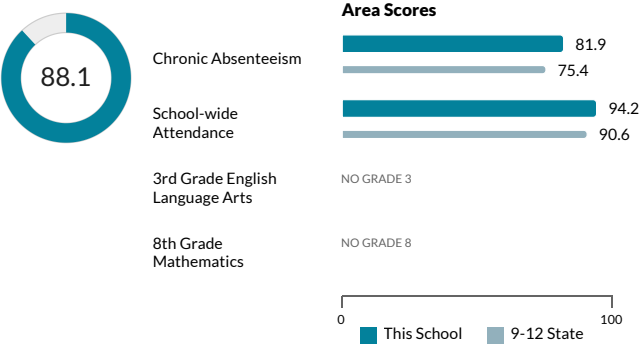 88.1
Area Scores
Chronic Absenteeism
81.9
75.4
School-wide
Attendance
94.2
90.6
3rd Grade English
Language Arts
NO GRADE 3
8th Grade
Mathematics
NO GRADE 8
0 100
This School 9-12 State